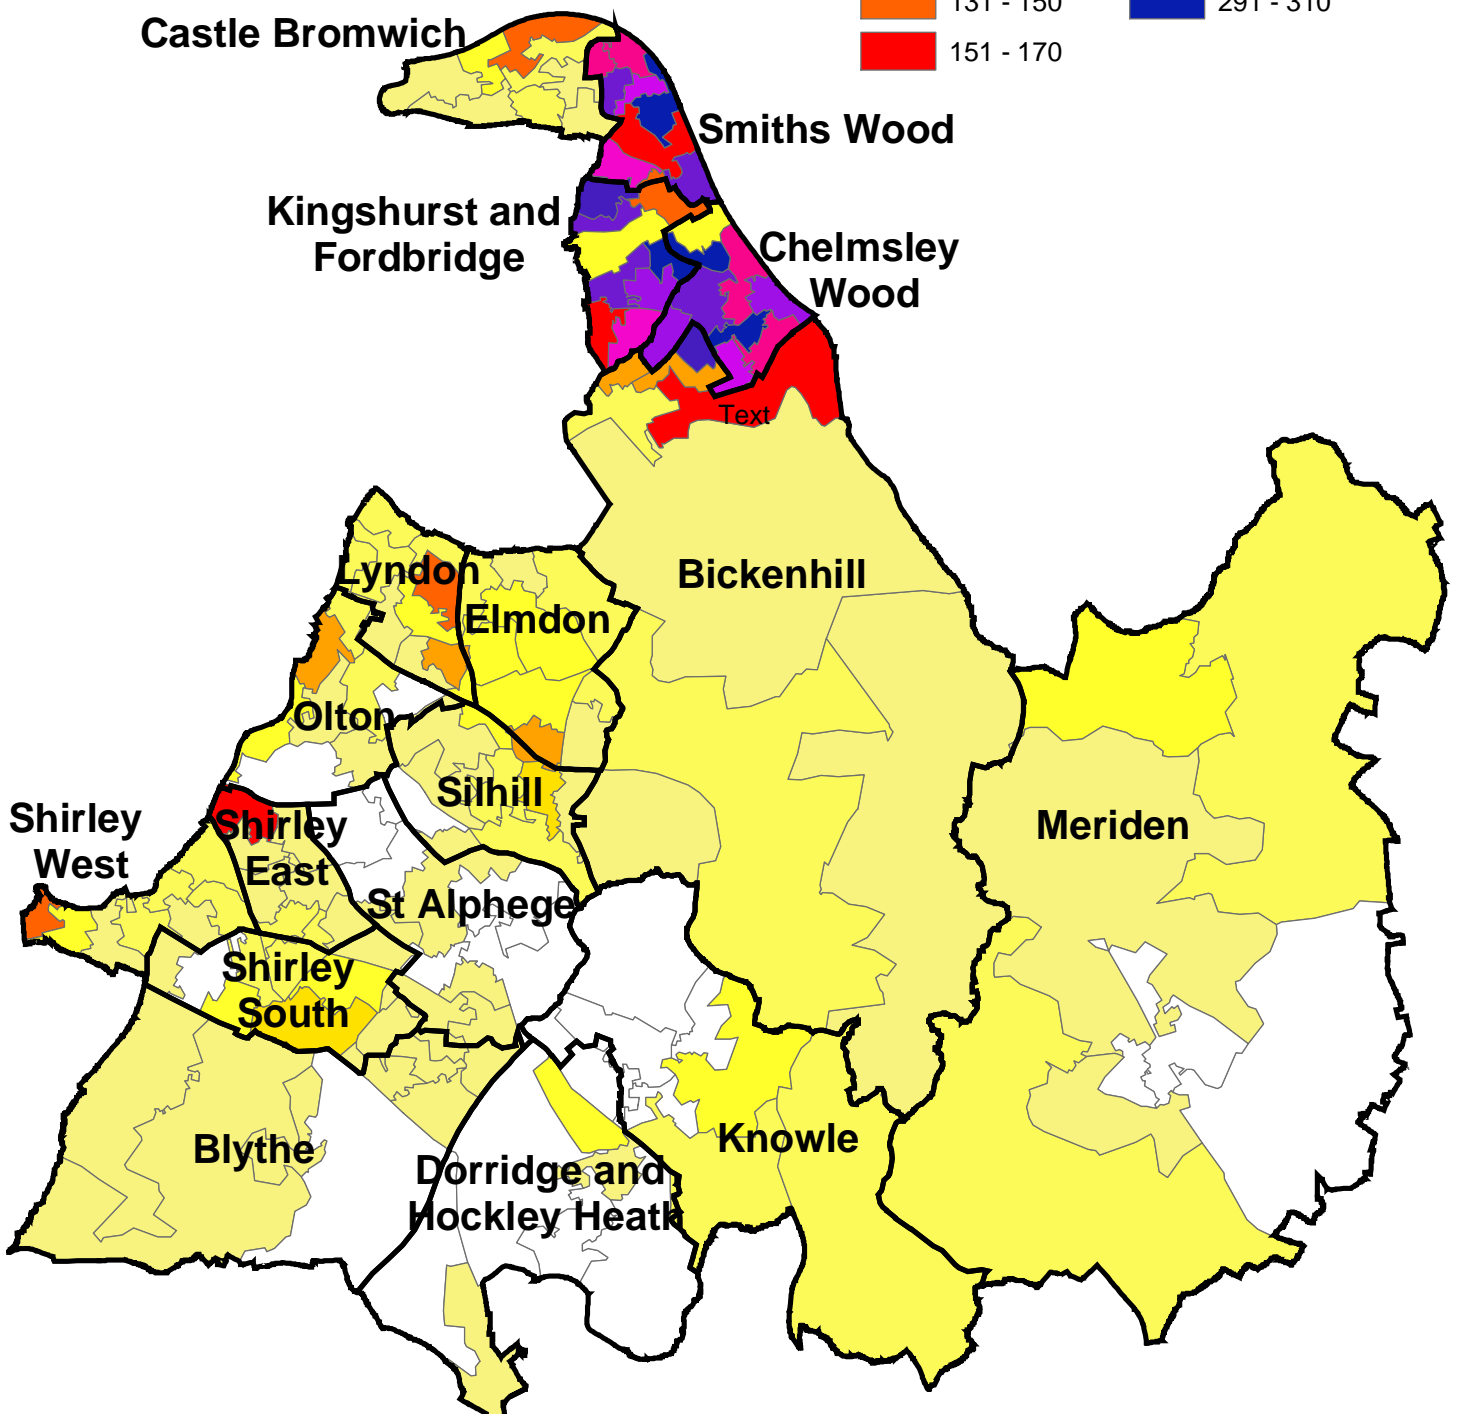 131 - 150
291 - 310
151 - 170
Castle Bromwich
Smiths Wood
Kingshurst and
Fordbridge
Chelmsley
Wood
Text
Bickenhill
Lyndon
Elmdon
Olton
Silhill
Shirley
West
Shirley
East
Meriden
St Alphege
Shirley
South
Blythe
Knowle
Dorridge and
Hockley Heath